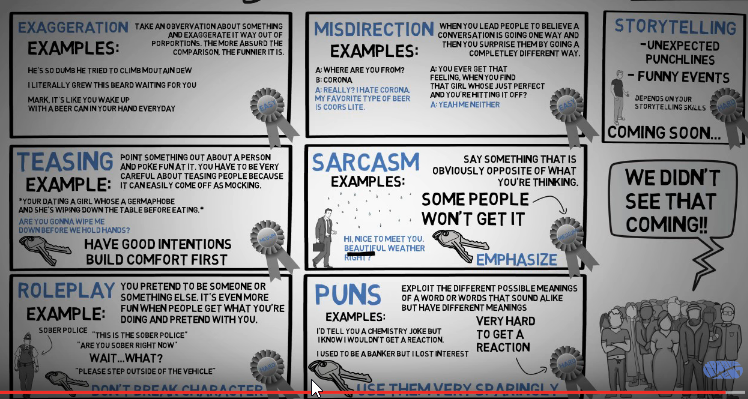 EXAGGERATION
TAKE AN OBVERVATION ABOUT SOMETHING
AND EXAGGERATE IT WAY OUT OF
PORPORTIONS. THE MORE ABSURD THE
COMPARISON, THE FUNNIER IT IS.
EXAMPLES:
HE'S SO DUMB HE TRIED TO CLIMB MOUTAIN DEW
I LITERALLY GREW THIS BEARD WAITING FOR YOU
MARK, IT'S LIKE YOU WAKE UP
WITH A BEER CAN IN YOUR HAND EVERYDAY
EASY
MISDIRECTION
WHEN YOU LEAD PEOPLE TO BELIEVE A
CONVERSATION IS GOING ONE WAY AND
THEN YOU SURPRISE THEM BY GOING A
COMPLETELY DIFFERENT WAY.
EXAMPLES:
A: WHERE ARE YOU FROM?
B: CORONA
A: REALLY? I HATE CORONA.
MY FAVORITE TYPE OF BEER
IS COORS LITE.
A: YOU EVER GET THAT
FEELING, WHEN YOU FIND
THAT GIRL WHOSE JUST PERFECT
AND YOU'RE HITTING IT OFF?
A: YEAH ME NEITHER
EASY
STORYTELLING
-UNEXPECTED
PUNCHLINES
- FUNNY EVENTS
DEPENDS ON YOUR
STORYTELLING SKILLS
COMING SOON...
TEASING
POINT SOMETHING OUT ABOUT A PERSON
AND POKE FUN AT IT. YOU HAVE TO BE VERY
CAREFUL ABOUT TEASING PEOPLE BECAUSE
IT CAN EASILY COME OFF AS MOCKING.
EXAMPLE:
*YOUR DATING A GIRL WHOSE A GERMAPHOBE
AND SHE'S WIPING DOWN THE TABLE BEFORE EATING.*
ARE YOU GONNA WIPE ME
DOWN BEFORE WE HOLD HANDS?
HAVE GOOD INTENTIONS
BUILD COMFORT FIRST
SARCASM
SAY SOMETHING THAT IS
OBVIOUSLY OPPOSITE OF WHAT
YOU'RE THINKING.
EXAMPLES:
SOME PEOPLE
WON'T GET IT
HI, NICE TO MEET YOU.
BEAUTIFUL WEATHER
RIGHT?
EMPHASIZE
WE DIDN'T
SEE THAT
COMING!!
ROLEPLAY
YOU PRETEND TO BE SOMEONE OR
SOMETHING ELSE. IT'S EVEN MORE
FUN WHEN PEOPLE GET WHAT YOU'RE
DOING AND PRETEND WITH YOU.
EXAMPLE:
SOBER POLICE
"THIS IS THE SOBER POLICE"
"ARE YOU SOBER RIGHT NOW"
WAIT...WHAT?
"PLEASE STEP OUTSIDE OF THE VEHICLE"
DON'T BREAK CHARACTER
PUNS
EXPLOIT THE DIFFERENT POSSIBLE MEANINGS
OF A WORD OR WORDS THAT SOUND ALIKE
BUT HAVE DIFFERENT MEANINGS
EXAMPLES:
I'D TELL YOU A CHEMISTRY JOKE BUT
I KNOW I WOULDN'T GET A REACTION.
I USED TO BE A BANKER BUT I LOST INTEREST
VERY HARD
TO GET A
REACTION
USE THEM VERY SPARINGLY